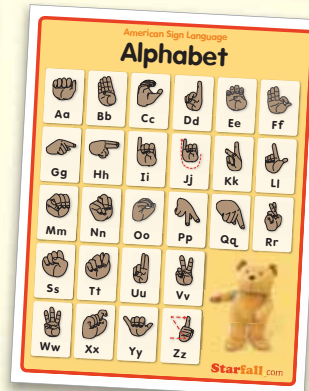 American Sign Language
Alphabet
Aa Bb Cc Dd Ee Ff
Gg Hh Ii Jj Kk Ll
Mm Nn Oo Pp Qq Rr
Ss Tt Uu Vv
Ww Xx Yy Zz
Starfall.com